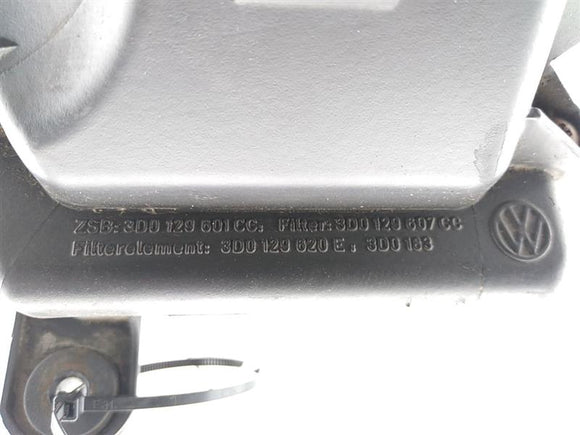 ZSB: 3D0 129 601 CC, Filter: 3D0 129 607 CC
Filterelement: 3D0 129 620 E, 3D0 183